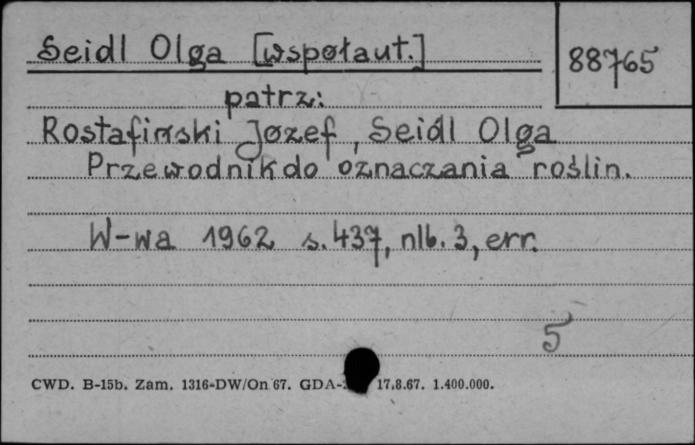 Seidl Olga [wspołaut.]
88765
patrz:
Rostafiński Józef, Seidl Olga
Przewodnik do oznaczania roślin.
W-wa 1962 s. 437, nlb. 3, err.
5
CWD. B-15b. Zam. 1316-DW/On 67. GDA- 17.8.67. 1.400.000.